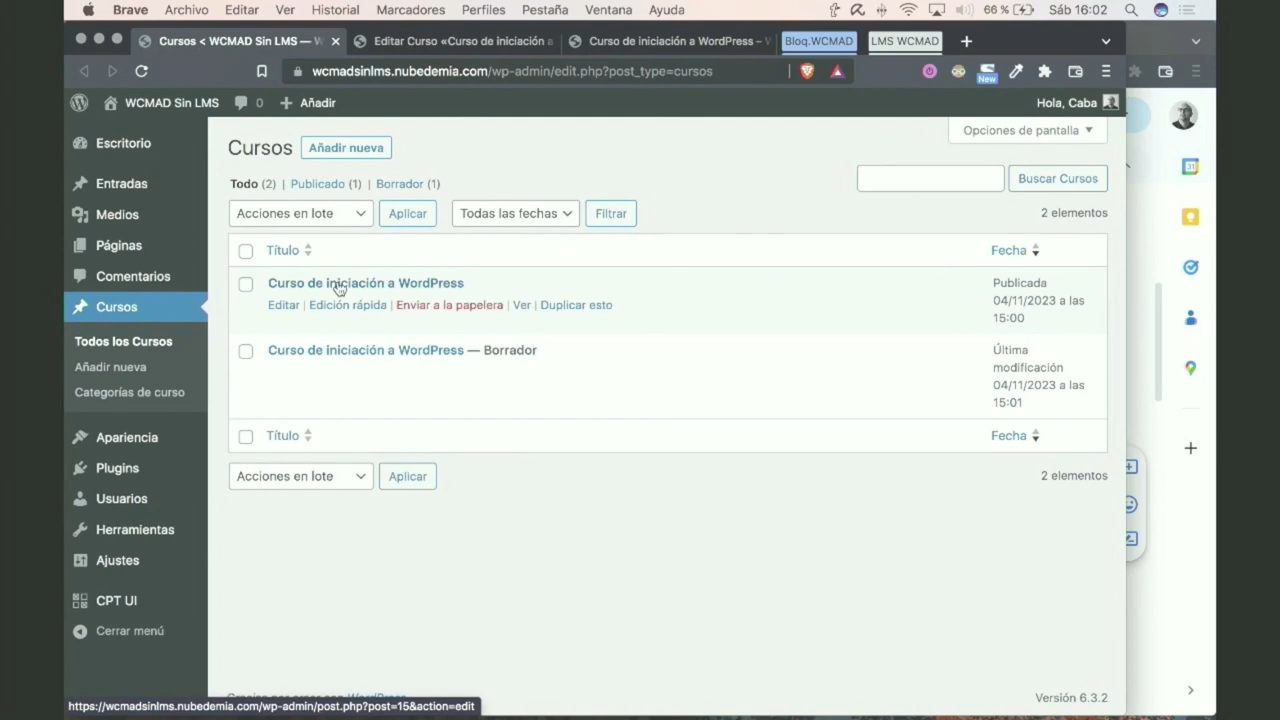 Brave Archivo Editar Ver Historial Marcadores Perfiles Pestaña Ventana Ayuda 66 % Sáb 16:02
Cursos < WCMAD Sin LMS — W Editar Curso «Curso de iniciación a Curso de iniciación a WordPress – Bloq.WCMAD LMS WCMAD
wcmadsinlms.nubedemia.com/wp-admin/edit.php?post_type=cursos New
WCMAD Sin LMS 0 Añadir Hola, Caba
Opciones de pantalla
Escritorio
Entradas
Medios
Páginas
Comentarios
Cursos
Todos los Cursos
Añadir nueva
Categorías de curso
Apariencia
Plugins
Usuarios
Herramientas
Ajustes
CPT UI
Cerrar menú
Cursos Añadir nueva
Todo (2) | Publicado (1) | Borrador (1)
Buscar Cursos
Acciones en lote Aplicar Todas las fechas Filtrar 2 elementos
Título Fecha
Curso de iniciación a WordPress Publicada
04/11/2023 a las
15:00
Editar | Edición rápida | Enviar a la papelera | Ver | Duplicar esto
Curso de iniciación a WordPress — Borrador Última
modificación
04/11/2023 a las
15:01
Título Fecha
Acciones en lote Aplicar 2 elementos
Gracias por crear con WordPress. Versión 6.3.2
https://wcmadsinlms.nubedemia.com/wp-admin/post.php?post=15&action=edit
31